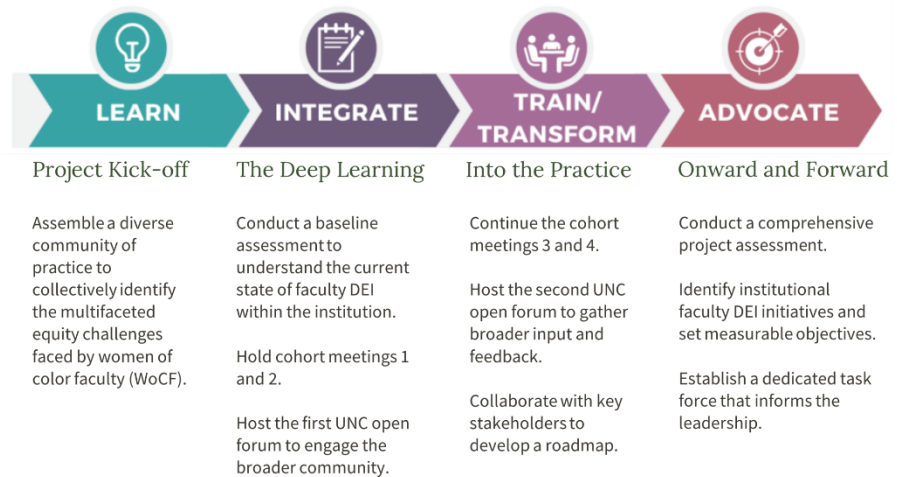 LEARN
INTEGRATE
TRAIN/
TRANSFORM
ADVOCATE
Project Kick-off
Assemble a diverse
community of
practice to
collectively identify
the multifaceted
equity challenges
faced by women of
color faculty (WoCF).
The Deep Learning
Conduct a baseline
assessment to
understand the current
state of faculty DEI
within the institution.
Hold cohort meetings 1
and 2.
Host the first UNC open
forum to engage the
broader community.
Into the Practice
Continue the cohort
meetings 3 and 4.
Host the second UNC
open forum to gather
broader input and
feedback.
Collaborate with key
stakeholders to
develop a roadmap.
Onward and Forward
Conduct a comprehensive
project assessment.
Identify institutional
faculty DEI initiatives and
set measurable objectives.
Establish a dedicated task
force that informs the
leadership.